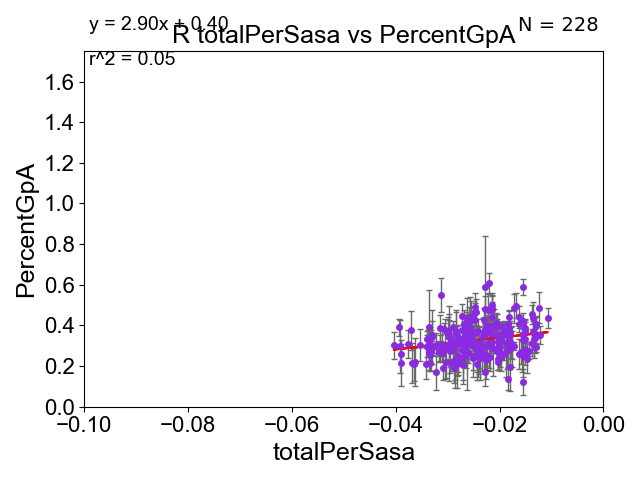 y = 2.90x + 0.40
N = 228
R totalPerSasa vs PercentGpA
r^2 = 0.05
PercentGpA
1.6
1.4
1.2
1.0
0.8
0.6
0.4
0.2
0.0
−0.10
−0.08
−0.06
−0.04
−0.02
0.00
totalPerSasa